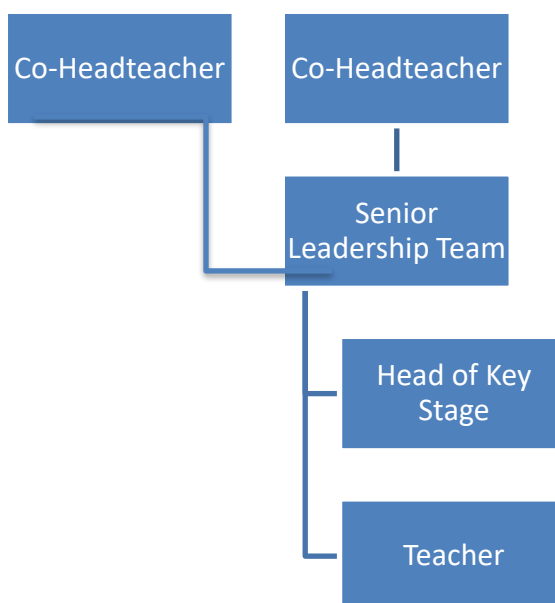 Co-Headteacher
Co-Headteacher
Senior
Leadership Team
Head of Key
Stage
Teacher